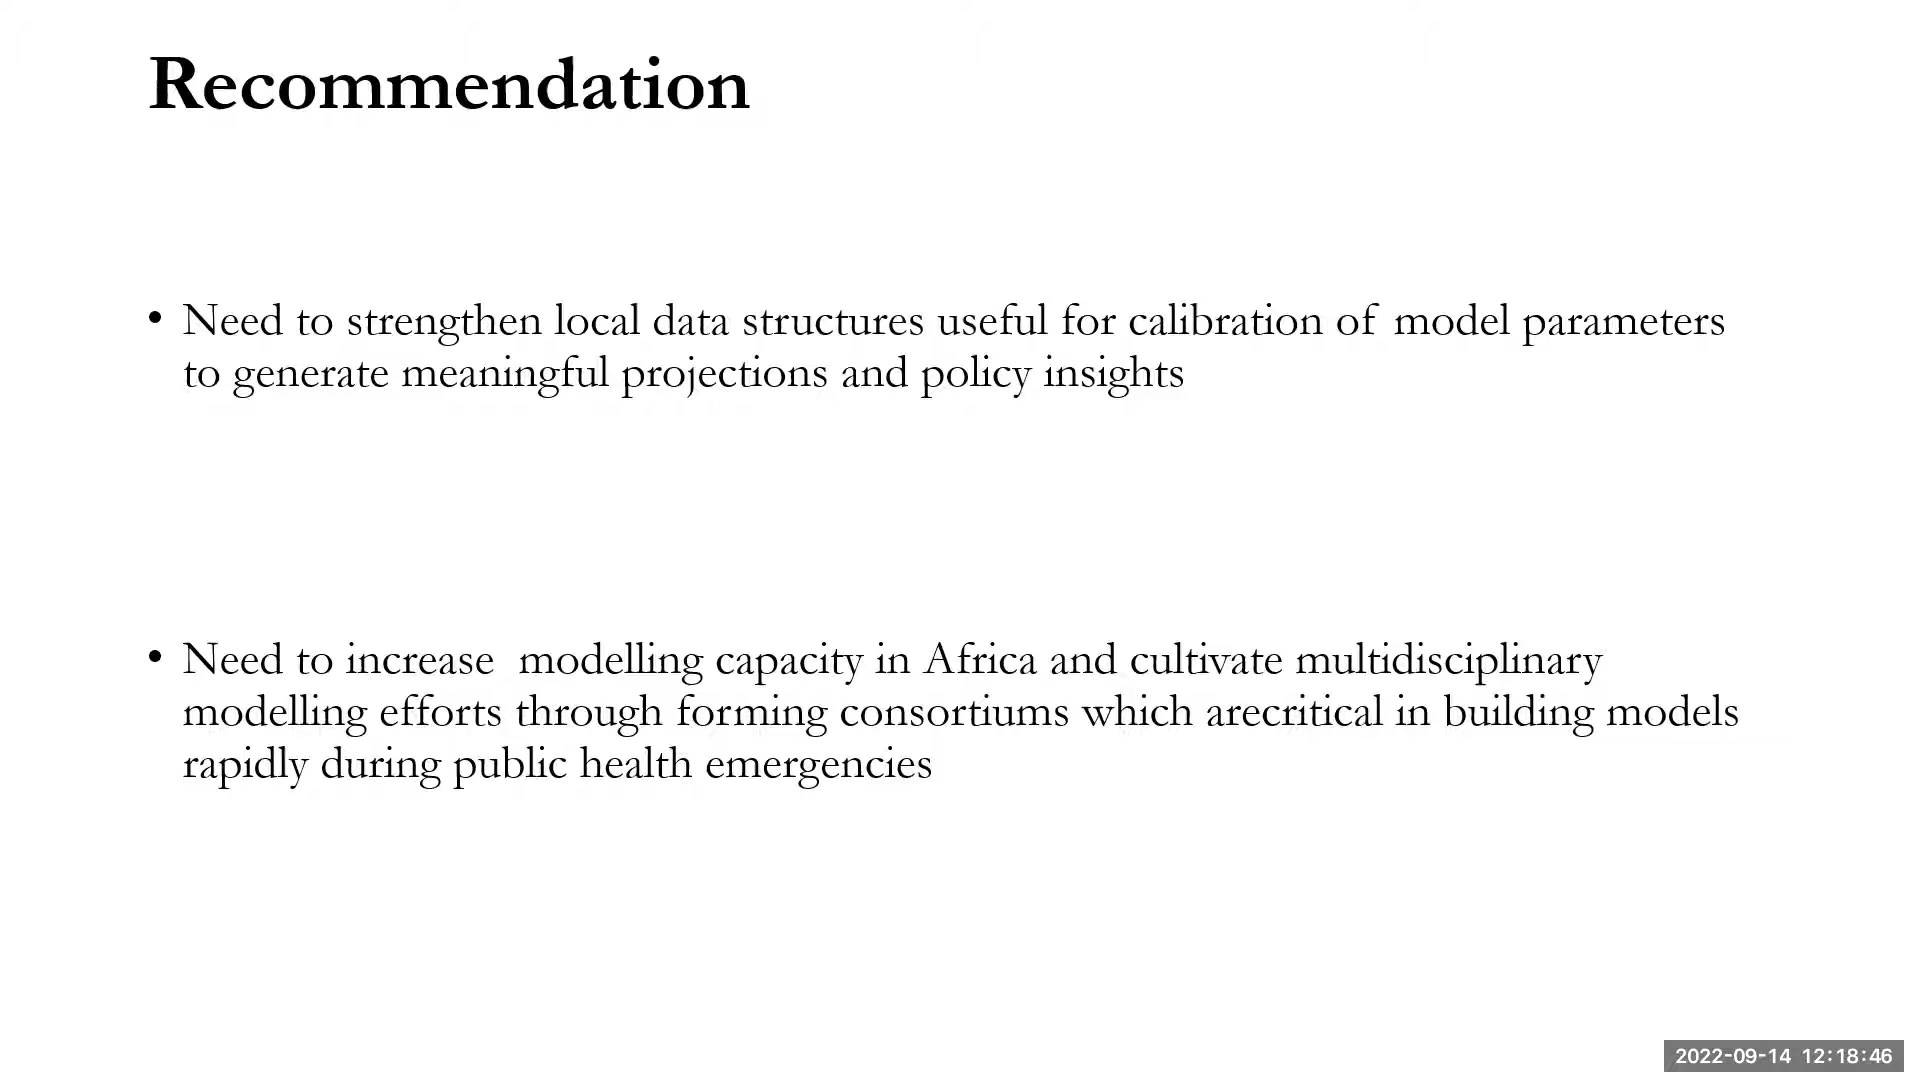 Recommendation
• Need to strengthen local data structures useful for calibration of model parameters
to generate meaningful projections and policy insights
• Need to increase  modelling capacity in Africa and cultivate multidisciplinary
modelling efforts through forming consortiums which arecritical in building models
rapidly during public health emergencies
2022-09-14 12:18:46